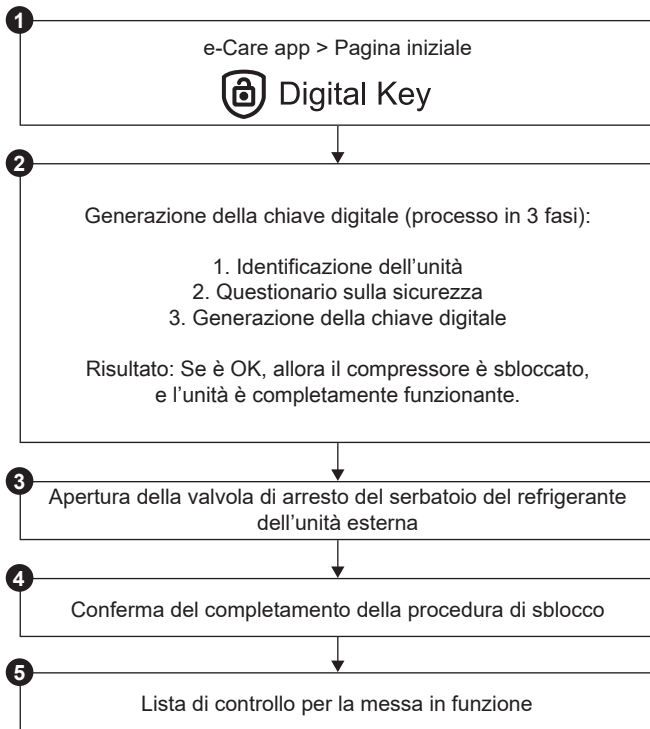 1
e-Care app > Pagina iniziale
Digital Key
2
Generazione della chiave digitale (processo in 3 fasi):
1. Identificazione dell’unità
2. Questionario sulla sicurezza
3. Generazione della chiave digitale
Risultato: Se è OK, allora il compressore è sbloccato,
e l’unità è completamente funzionante.
3
Apertura della valvola di arresto del serbatoio del refrigerante
dell’unità esterna
4
Conferma del completamento della procedura di sblocco
5
Lista di controllo per la messa in funzione